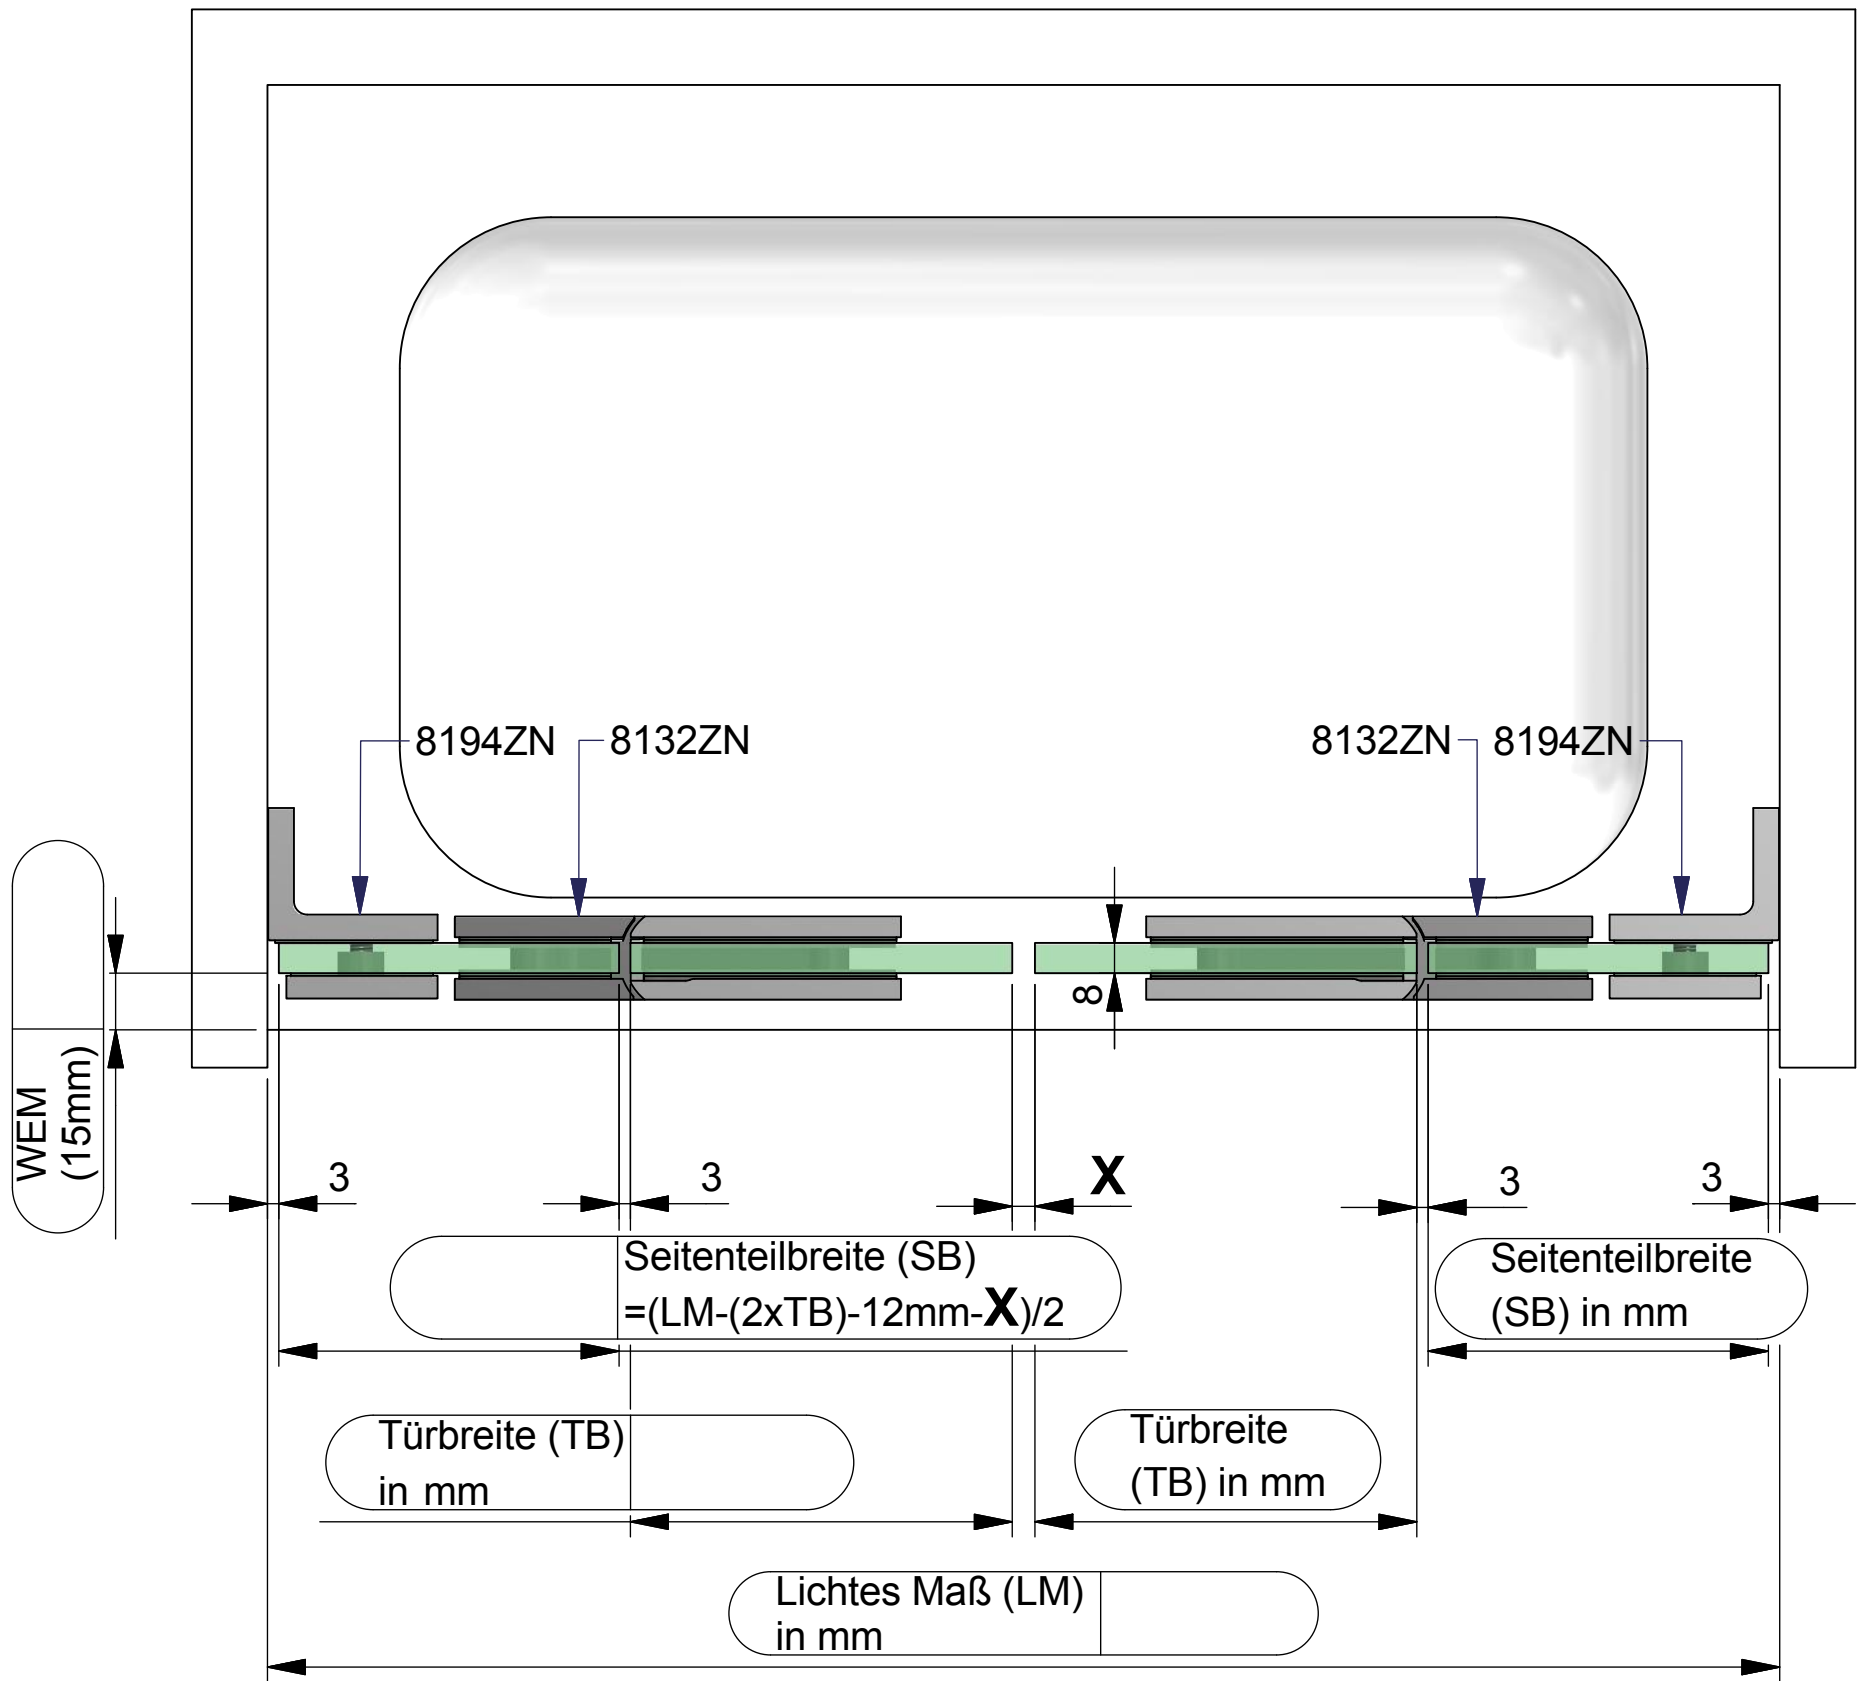 8194ZN
8132ZN
8132ZN
8194ZN
8
WEM
(15mm)
3
3
X
3
3
Seitenteilbreite (SB)
=(LM-(2xTB)-12mm-X)/2
Seitenteilbreite
(SB) in mm
Türbreite (TB)
in mm
Türbreite
(TB) in mm
Lichtes Maß (LM)
in mm